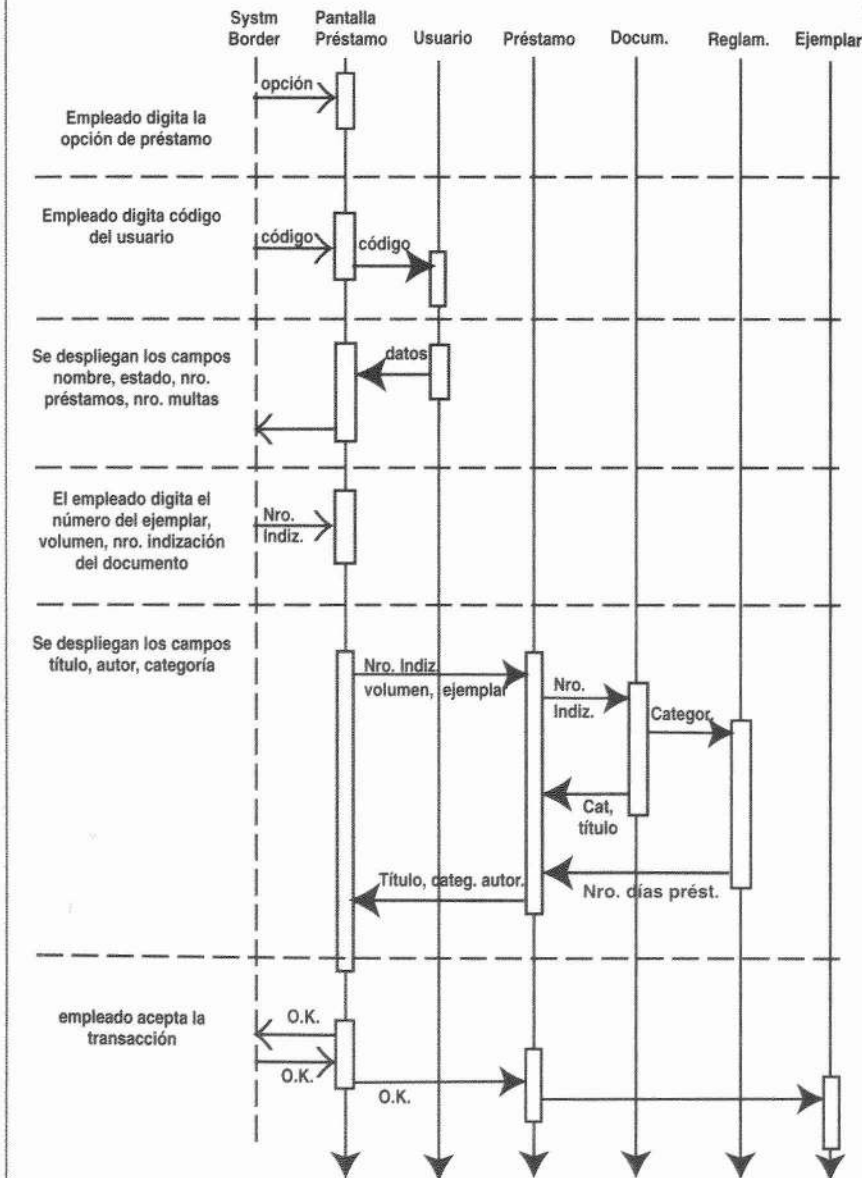 Systm
Border
Pantalla
Préstamo
Usuario
Préstamo
Docum.
Reglam.
Ejemplar
Empleado digita la
opción de préstamo
opción
Empleado digita código
del usuario
código
código
Se despliegan los campos
nombre, estado, nro.
préstamos, nro. multas
datos
El empleado digita el
número del ejemplar,
volumen, nro. indización
del documento
Nro.
Indiz.
Se despliegan los campos
título, autor, categoría
Nro. Indiz.
volumen, ejemplar
Nro.
Indiz.
Categor.
Cat,
título
Título, categ. autor.
Nro. días prést.
empleado acepta la
transacción
O.K.
O.K.
O.K.